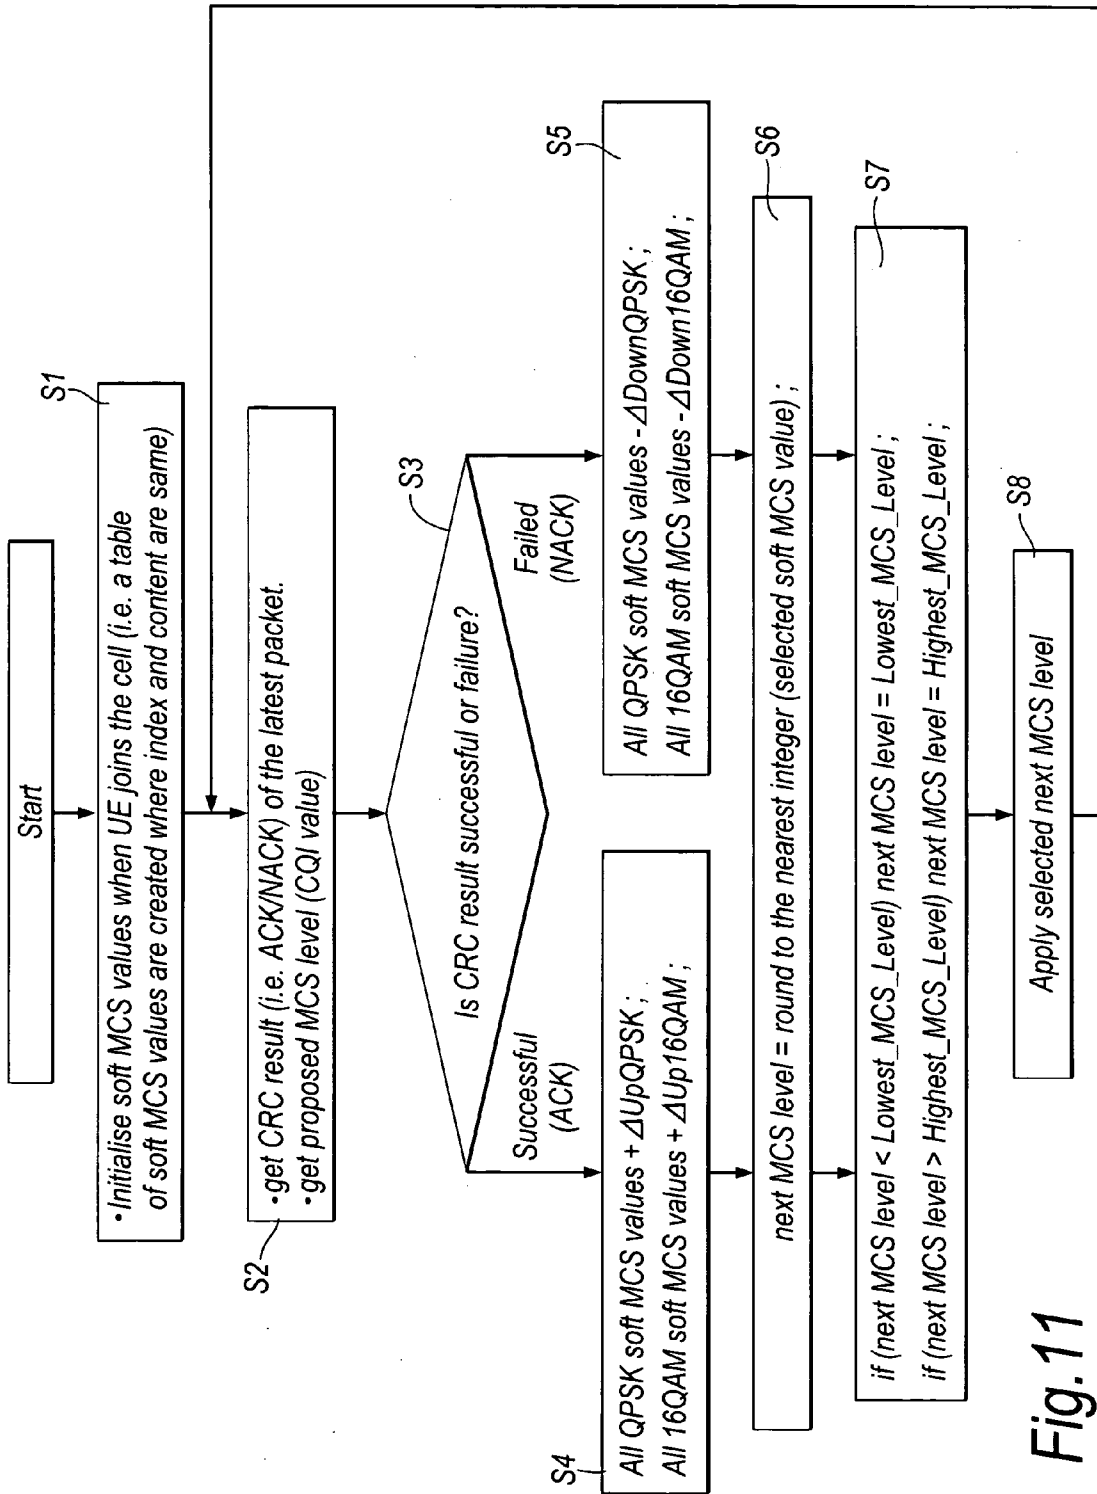 Start
S1
•Initialise soft MCS values when UE joins the cell (i.e. a table
of soft MCS values are created where index and content are same)
S2
•get CRC result (i.e. ACK/NACK) of the latest packet.
•get proposed MCS level (CQI value)
S3
Is CRC result successful or failure?
Successful
(ACK)
Failed
(NACK)
S4
All QPSK soft MCS values + ΔUpQPSK ;
All 16QAM soft MCS values + ΔUp16QAM ;
S5
All QPSK soft MCS values - ΔDownQPSK ;
All 16QAM soft MCS values - ΔDown16QAM ;
S6
next MCS level = round to the nearest integer (selected soft MCS value) ;
S7
if (next MCS level < Lowest_MCS_Level) next MCS level = Lowest_MCS_Level ;
if (next MCS level > Highest_MCS_Level) next MCS level = Highest_MCS_Level ;
S8
Apply selected next MCS level
Fig.11